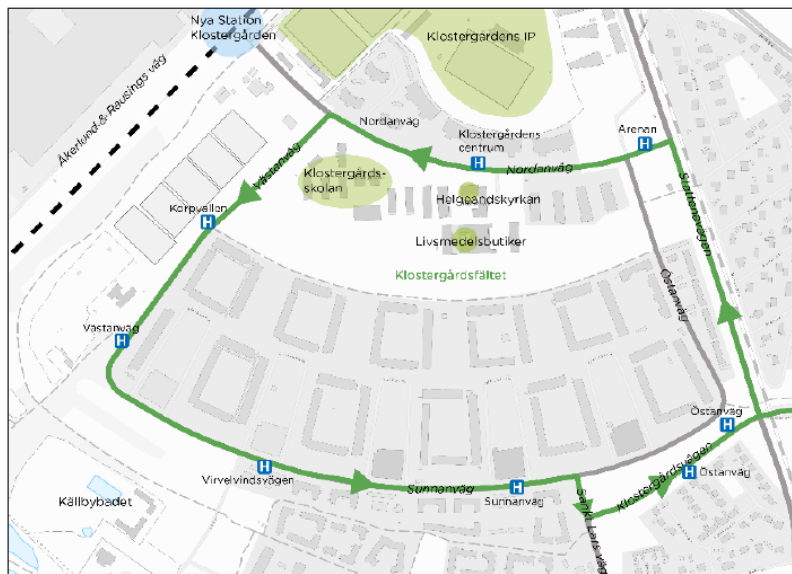 Nya Station
Klostergården
Klostergårdens IP
Åkerlund & Rausings väg
Nordanväg
Klostergårdens
centrum
Arenan
H
H
Nordanväg
Västanväg
Klostergårds-
skolan
Helgeandskyrkan
Stationsvägen
Korpvallen
H
Livsmedelsbutiker
Klostergårdsfältet
Östanväg
Västanväg
H
Östanväg
H
Klostergårdsvägen
Virvelvindsvägen
H
Sunnanväg
H
Sunnanväg
H
Östanväg
Källbybadet
Sankt Lars väg